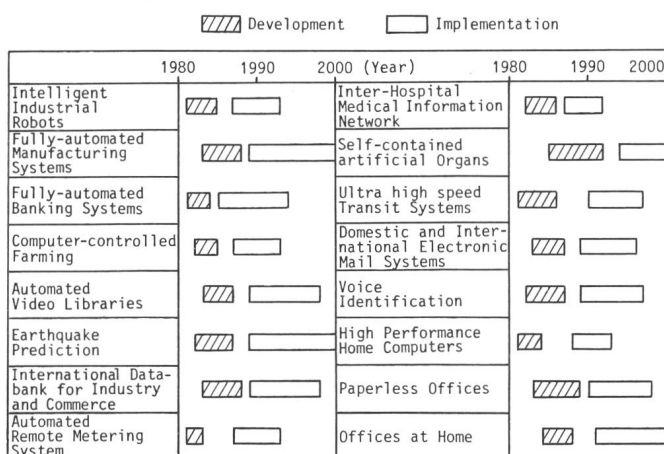 Development Implementation
1980 1990 2000 (Year) 1980 1990 2000
Intelligent
Industrial
Robots
Fully-automated
Manufacturing
Systems
Fully-automated
Banking Systems
Computer-controlled
Farming
Automated
Video Libraries
Earthquake
Prediction
International Data-
bank for Industry
and Commerce
Automated
Remote Metering
System
Inter-Hospital
Medical Information
Network
Self-contained
artificial Organs
Ultra high speed
Transit Systems
Domestic and Inter-
national Electronic
Mail Systems
Voice
Identification
High Performance
Home Computers
Paperless Offices
Offices at Home